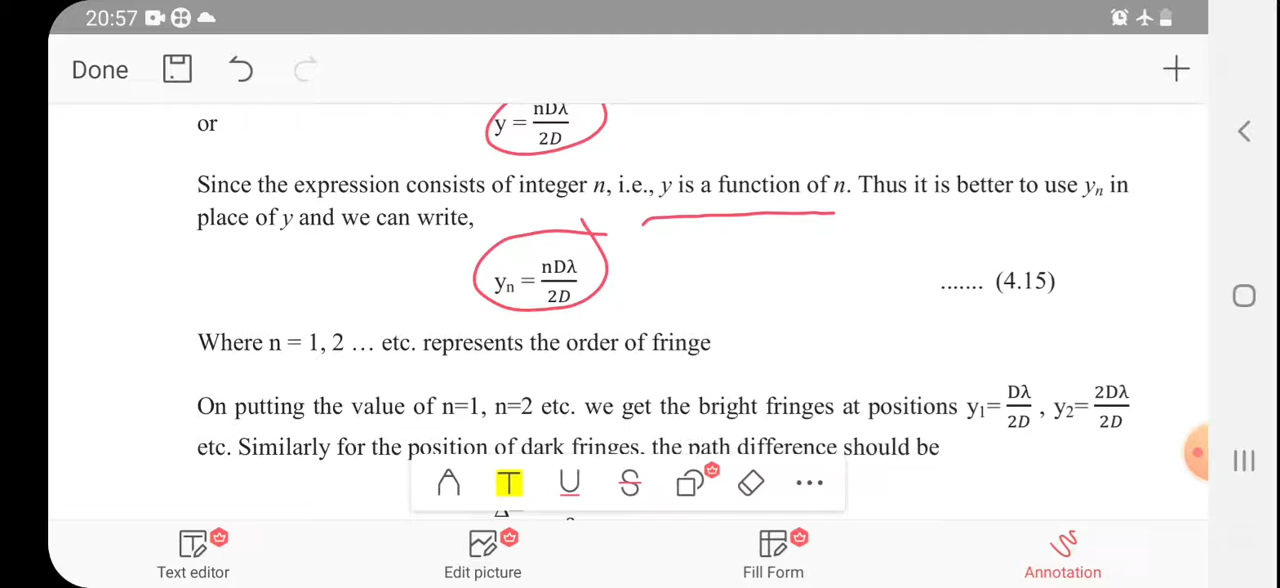 20:57
Done
or y = nDλ/2D
Since the expression consists of integer n, i.e., y is a function of n. Thus it is better to use yₙ in
place of y and we can write,
yₙ = nDλ/2D ....... (4.15)
Where n = 1, 2 … etc. represents the order of fringe
On putting the value of n=1, n=2 etc. we get the bright fringes at positions y₁= Dλ/2D , y₂= 2Dλ/2D
etc. Similarly for the position of dark fringes, the path difference should be
T U S
Text editor Edit picture Fill Form Annotation